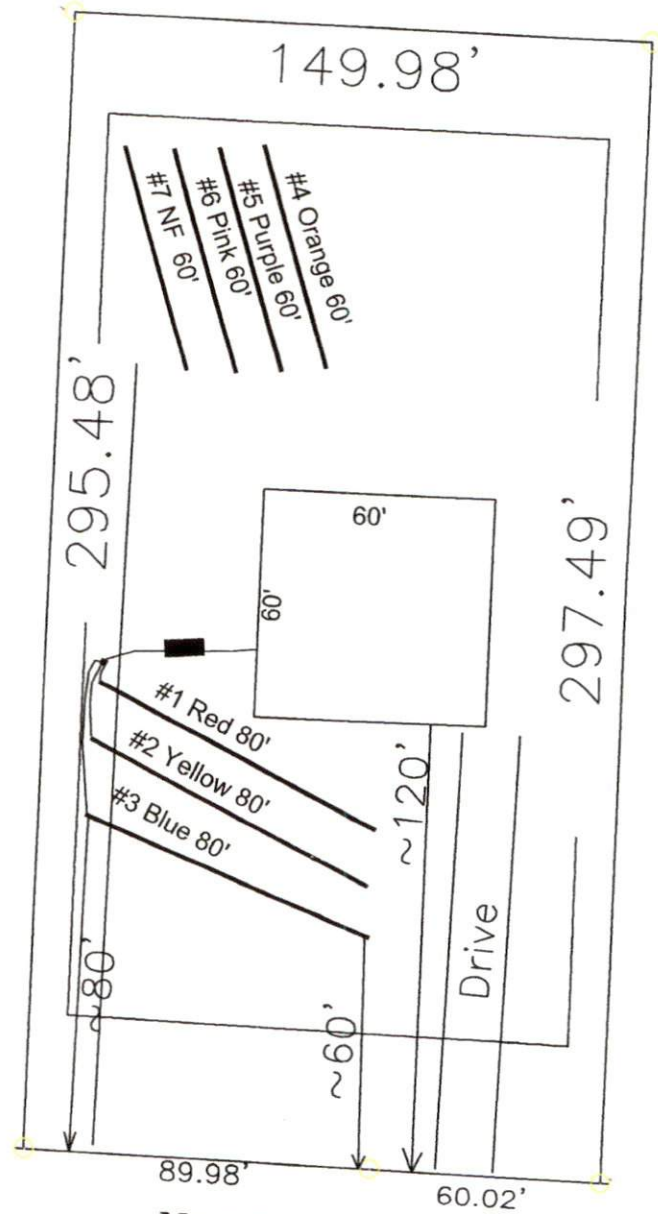 149.98'
#4 Orange 60'
#5 Purple 60'
#6 Pink 60'
#7 NF 60'
295.48'
60'
60'
297.49'
#1 Red 80'
#2 Yellow 80'
#3 Blue 80'
~120'
Drive
~80'
~60'
89.98'
60.02'